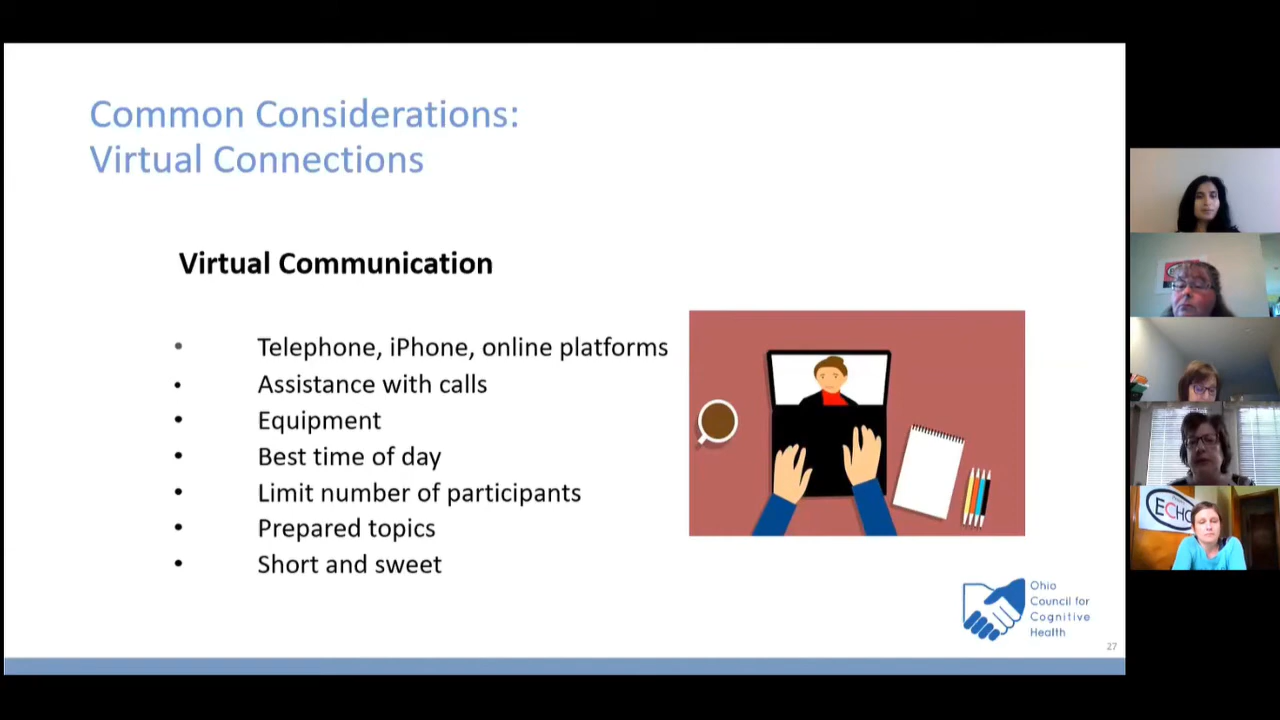 Common Considerations:
Virtual Connections
Virtual Communication
• Telephone, iPhone, online platforms
• Assistance with calls
• Equipment
• Best time of day
• Limit number of participants
• Prepared topics
• Short and sweet
Ohio
Council for
Cognitive
Health
27
ECHO